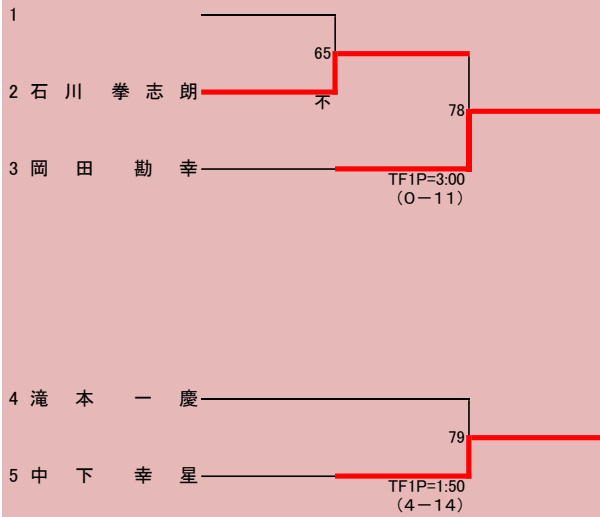 1
65
2 石川 拳志朗
不
78
3 岡田 勘幸
TF1P=3:00
（0－11）
4 滝本 一慶
79
5 中下 幸星
TF1P=1:50
（4－14）